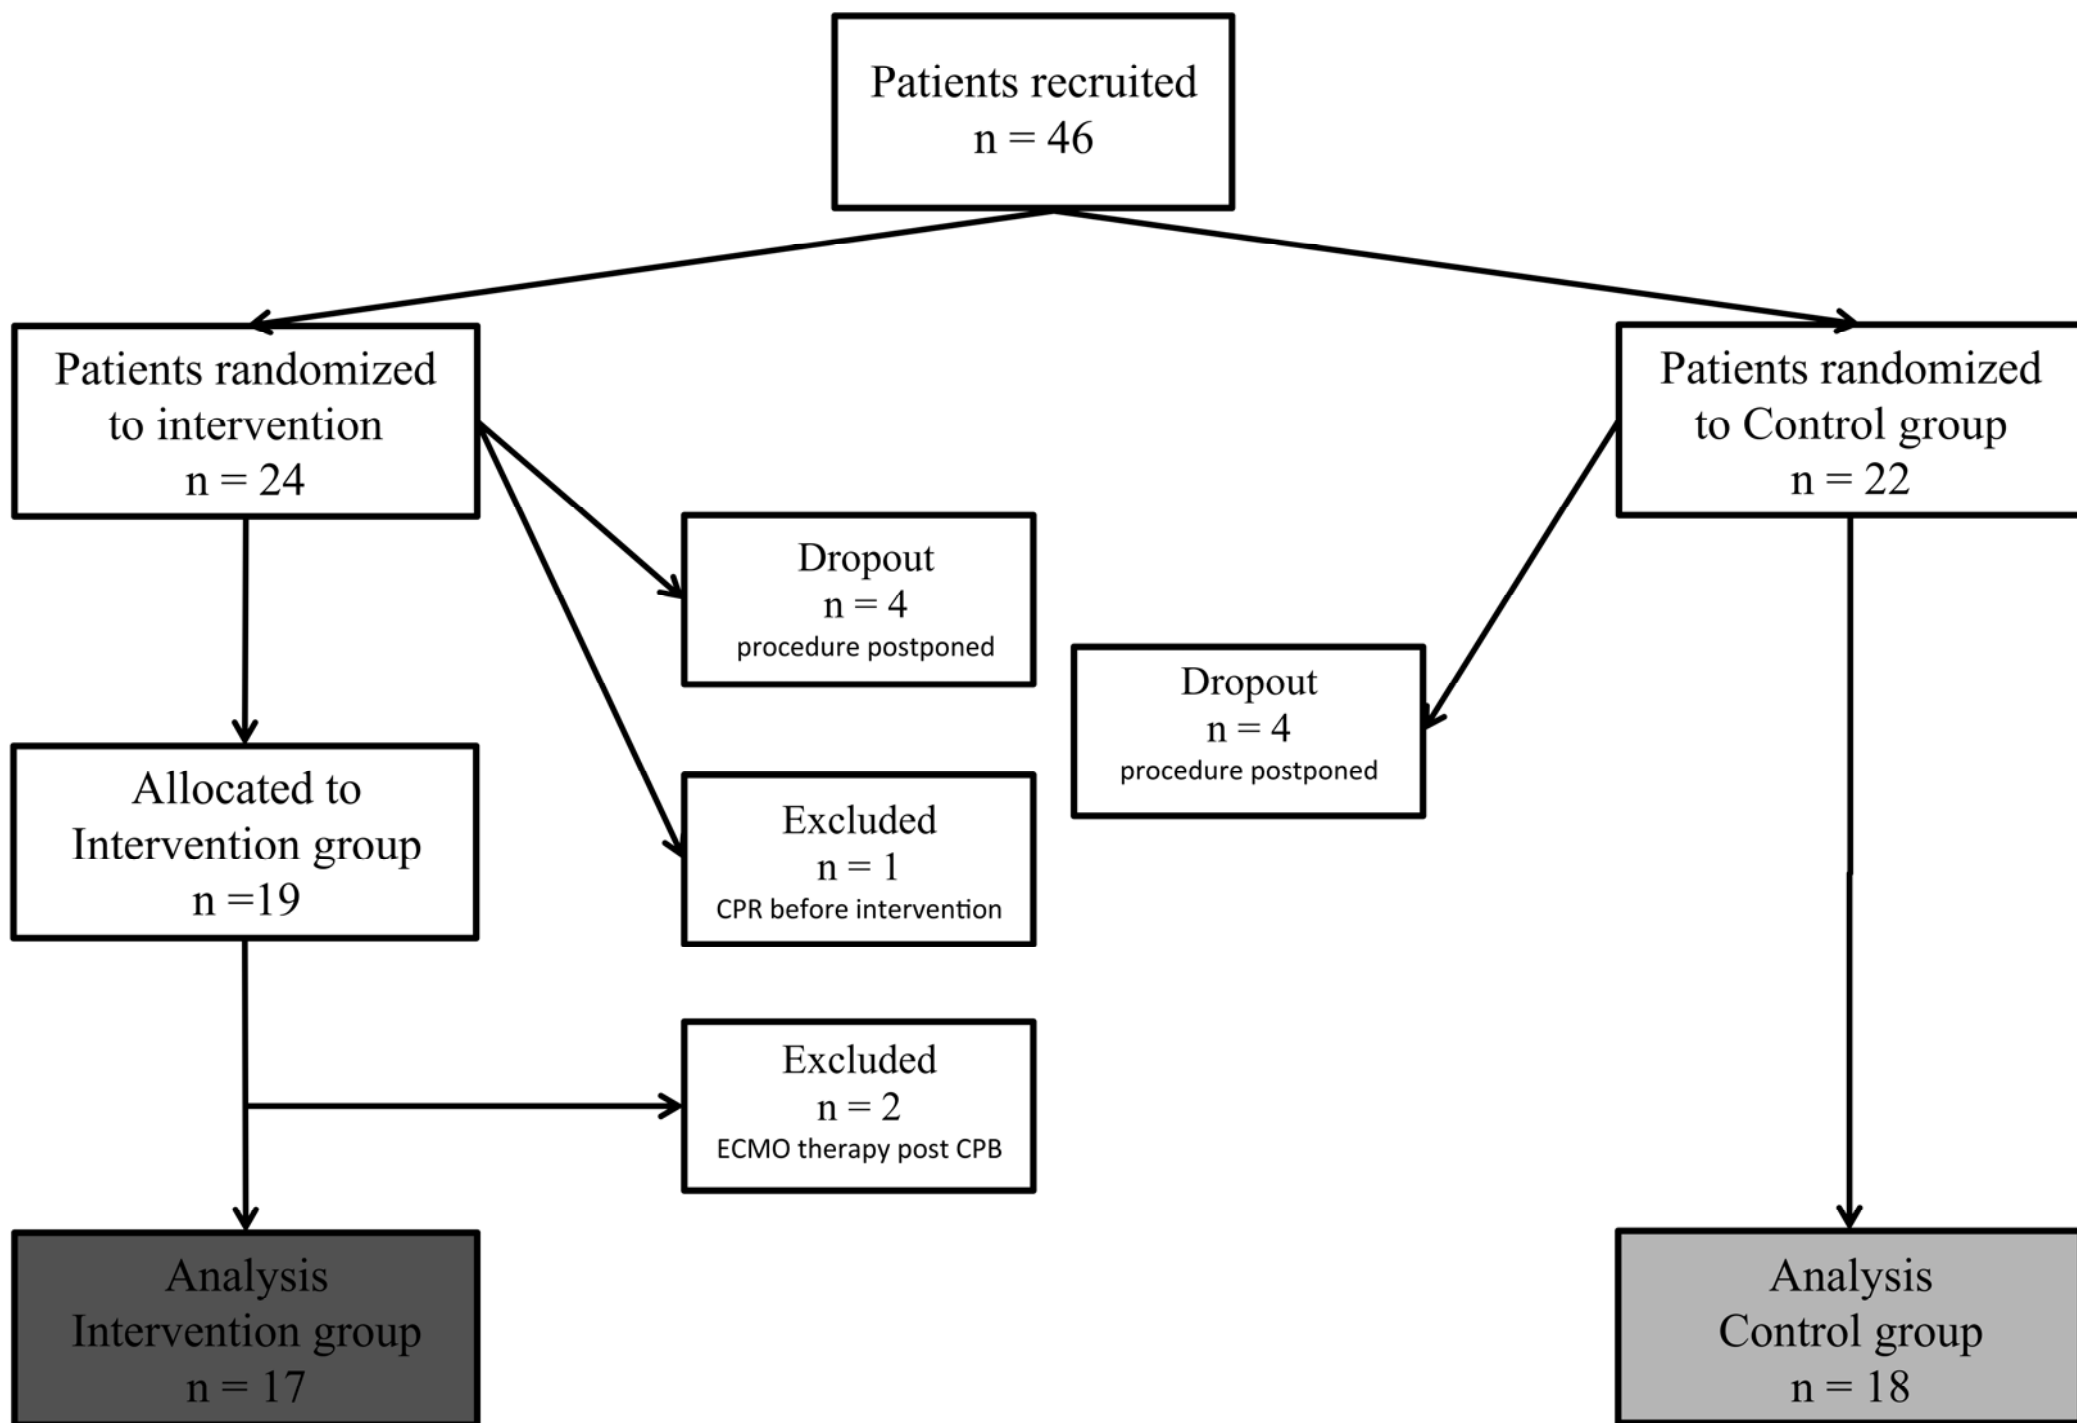 Patients recruited
n = 46
Patients randomized
to intervention
n = 24
Patients randomized
to Control group
n = 22
Dropout
n = 4
procedure postponed
Dropout
n = 4
procedure postponed
Allocated to
Intervention group
n =19
Excluded
n = 1
CPR before intervention
Excluded
n = 2
ECMO therapy post CPB
Analysis
Intervention group
n = 17
Analysis
Control group
n = 18